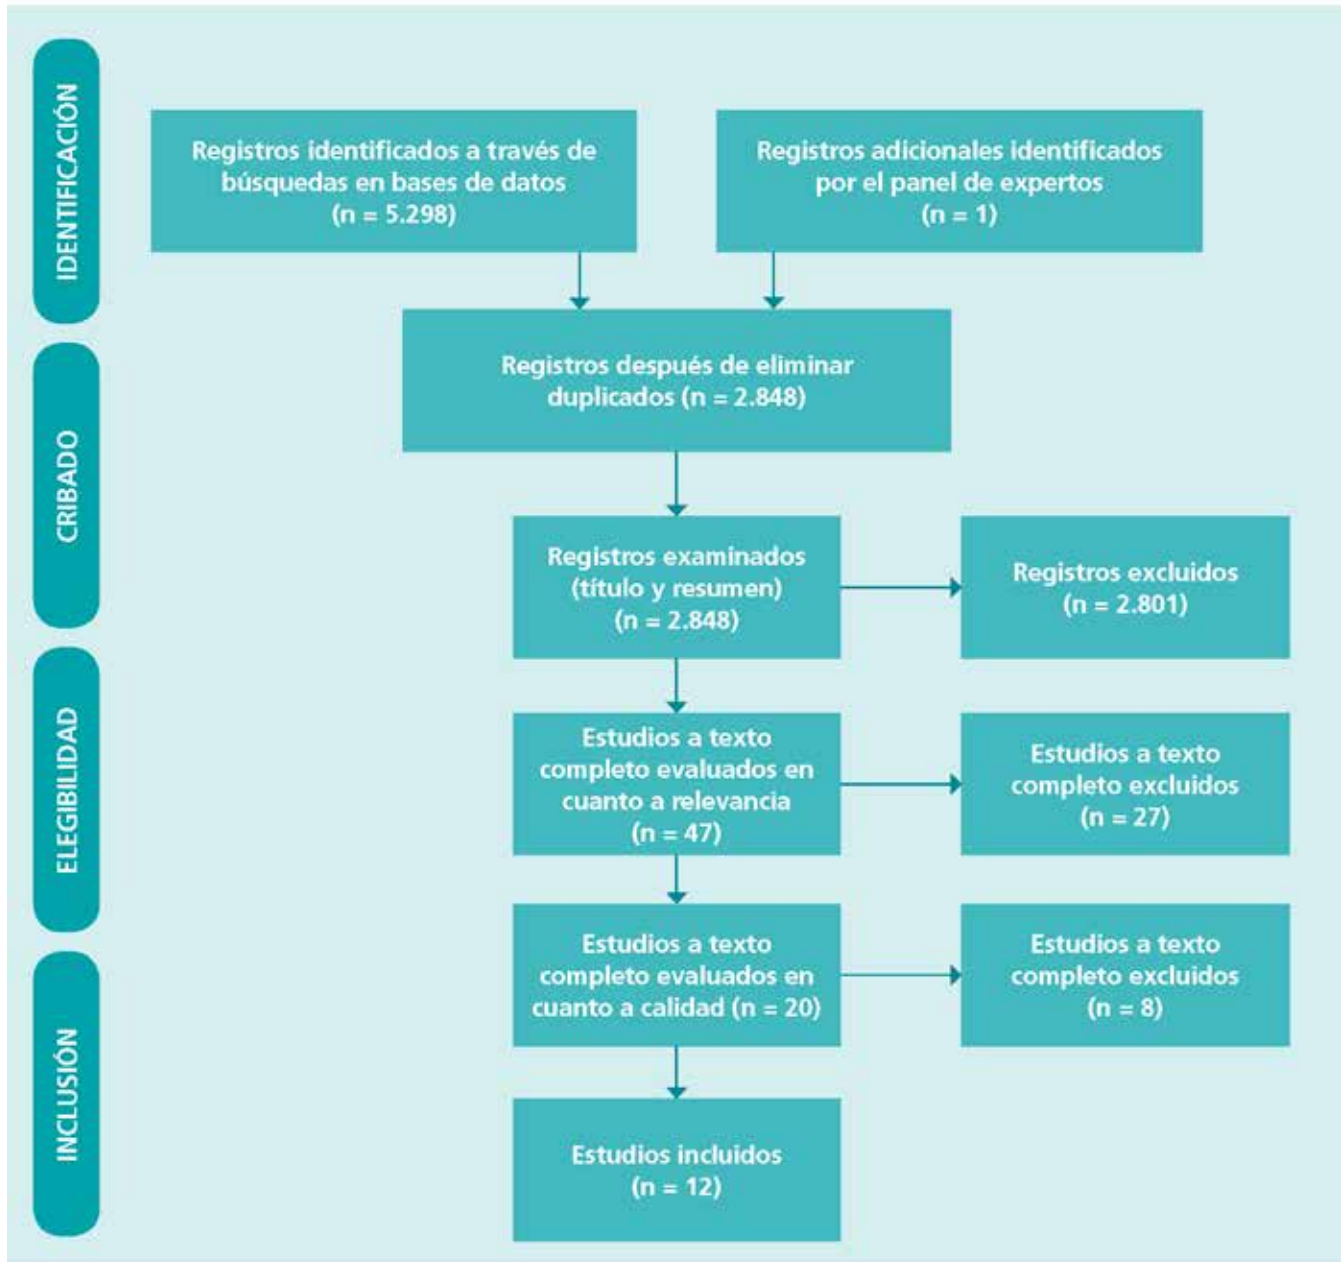 IDENTIFICACIÓN
Registros identificados a través de
búsquedas en bases de datos
(n = 5.298)
Registros adicionales identificados
por el panel de expertos
(n = 1)
Registros después de eliminar
duplicados (n = 2.848)
CRIBADO
Registros examinados
(título y resumen)
(n = 2.848)
Registros excluidos
(n = 2.801)
ELEGIBILIDAD
Estudios a texto
completo evaluados en
cuanto a relevancia
(n = 47)
Estudios a texto
completo excluidos
(n = 27)
Estudios a texto
completo evaluados en
cuanto a calidad (n = 20)
Estudios a texto
completo excluidos
(n = 8)
INCLUSIÓN
Estudios incluidos
(n = 12)